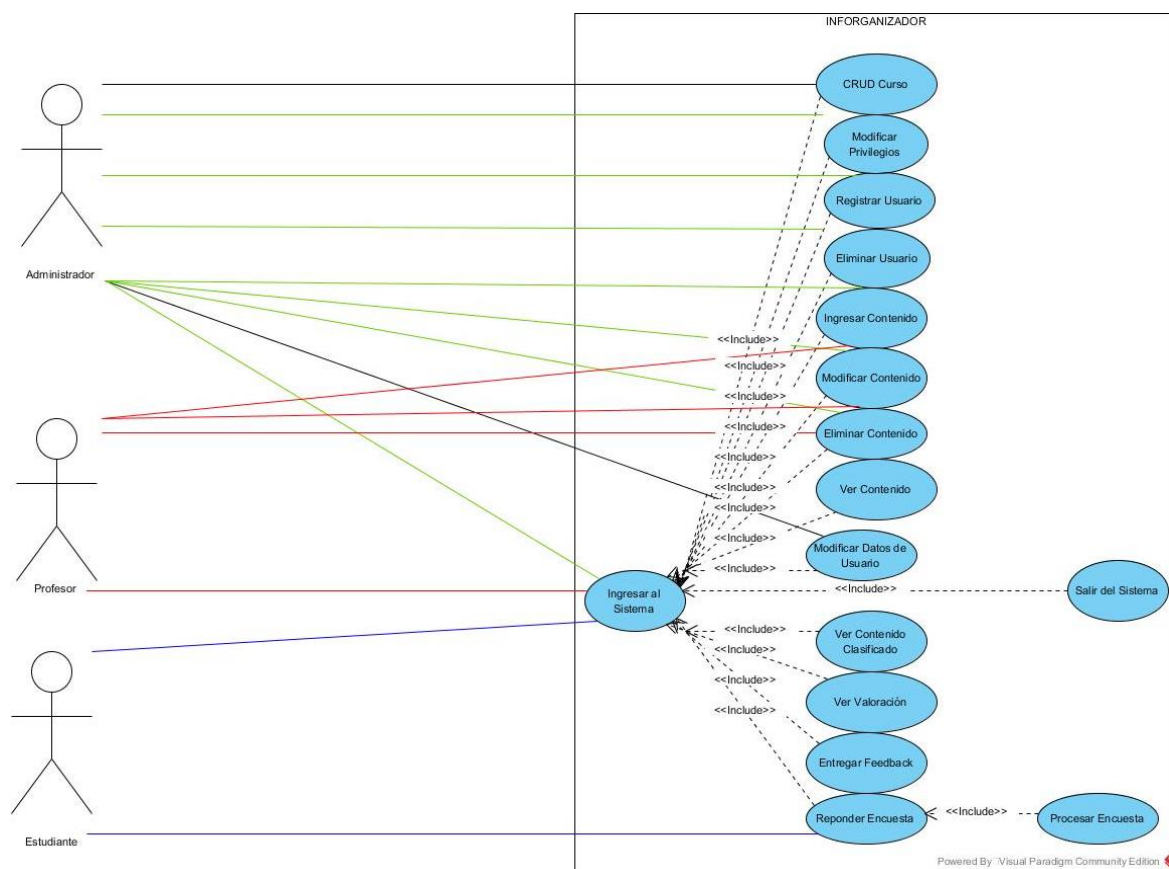 INFORGANIZADOR
CRUD Curso
Modificar
Privilegios
Registrar Usuario
Eliminar Usuario
Administrador
Ingresar Contenido
<<Include>>
<<Include>>
Modificar Contenido
<<Include>>
<<Include>>
Eliminar Contenido
<<Include>>
<<Include>>
Ver Contenido
<<Include>>
<<Include>>
Modificar Datos de
Usuario
<<Include>>
Profesor
Ingresar al
Sistema
<<Include>>
Salir del Sistema
<<Include>>
Ver Contenido
Clasificado
<<Include>>
<<Include>>
Ver Valoración
<<Include>>
Entregar Feedback
Reponder Encuesta
<<Include>>
Procesar Encuesta
Estudiante
Powered By Visual Paradigm Community Edition